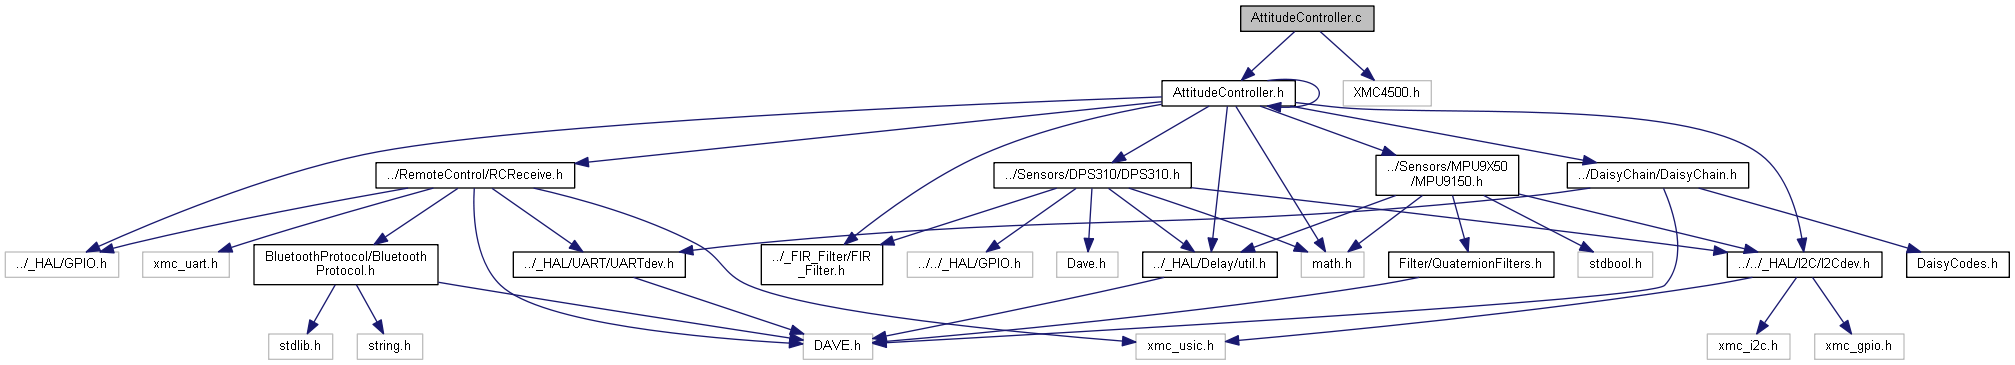 AttitudeController.c
AttitudeController.h
XMC4500.h
../RemoteControl/RCReceive.h
../Sensors/DPS310/DPS310.h
../Sensors/MPU9X50
/MPU9150.h
../DaisyChain/DaisyChain.h
../_HAL/GPIO.h
xmc_uart.h
BluetoothProtocol/Bluetooth
Protocol.h
../_HAL/UART/UARTdev.h
../_FIR_Filter/FIR
_Filter.h
../../_HAL/GPIO.h
Dave.h
../_HAL/Delay/util.h
math.h
Filter/QuaternionFilters.h
stdbool.h
../../_HAL/I2C/I2Cdev.h
DaisyCodes.h
stdlib.h
string.h
DAVE.h
xmc_usic.h
xmc_i2c.h
xmc_gpio.h